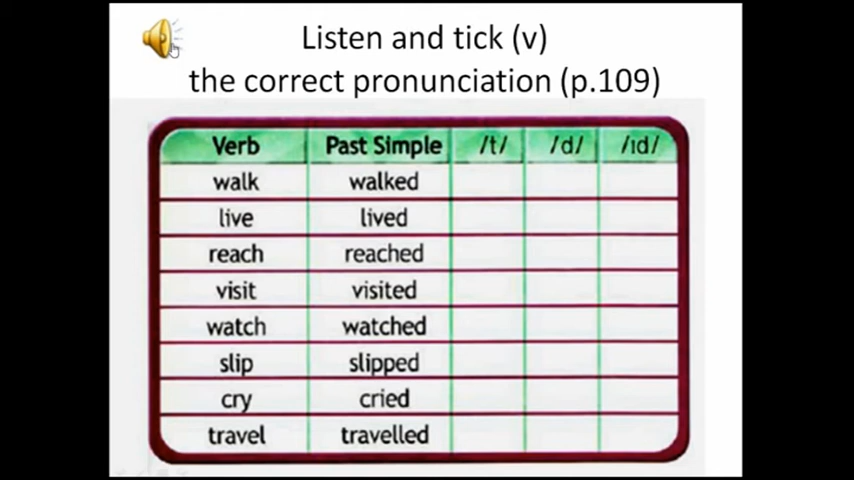 Listen and tick (v)
the correct pronunciation (p.109)
Verb Past Simple /t/ /d/ /ɪd/
walk walked
live lived
reach reached
visit visited
watch watched
slip slipped
cry cried
travel travelled